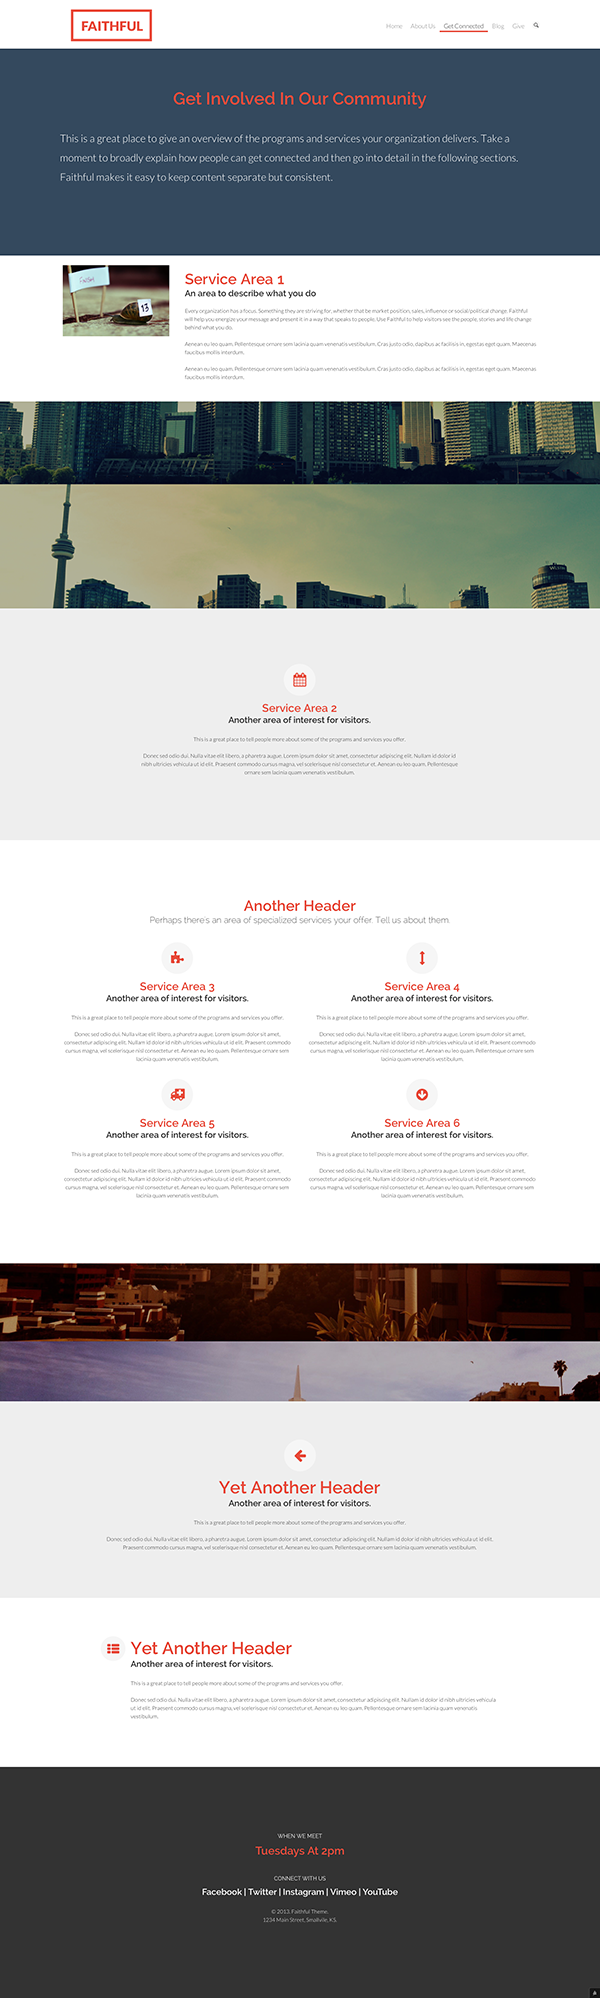 FAITHFUL
Home About Us Get Connected Blog Give
Get Involved In Our Community
This is a great place to give an overview of the programs and services your organization delivers. Take a
moment to broadly explain how people can get connected and then go into detail in the following sections.
Faithful makes it easy to keep content separate but consistent.
13
Service Area 1
An area to describe what you do
Every organization has a focus. Something they are striving for, whether that be market position, sales, influence or social/political change, Faithful
will help you energize your message and present it in a way that speaks to people. Use Faithful to help visitors see the people, stories and life change
behind what you do.
Aenean eu leo quam. Pellentesque ornare sem lacinia quam venenatis vestibulum. Cras justo odio, dapibus ac facilisis in, egestas eget quam. Maecenas
faucibus mollis interdum.
Aenean eu leo quam. Pellentesque ornare sem lacinia quam venenatis vestibulum. Cras justo odio, dapibus ac facilisis in, egestas eget quam. Maecenas
faucibus mollis interdum.
Service Area 2
Another area of interest for visitors.
This is a great place to tell people more about some of the programs and services you offer.
Donec sed odio dui. Nulla vitae elit libero, a pharetra augue. Lorem ipsum dolor sit amet, consectetur adipiscing elit. Nullam id dolor id
nibh ultricies vehicula ut id elit. Praesent commodo cursus magna, vel scelerisque nisl consectetur et. Aenean eu leo quam. Pellentesque
ornare sem lacinia quam venenatis vestibulum.
Another Header
Perhaps there's an area of specialized services your offer. Tell us about them.
Service Area 3
Another area of interest for visitors.
This is a great place to tell people more about some of the programs and services you offer.
Donec sed odio dui. Nulla vitae elit libero, a pharetra augue. Lorem ipsum dolor sit amet,
consectetur adipiscing elit. Nullam id dolor id nibh ultricies vehicula ut id elit. Praesent commodo
cursus magna, vel scelerisque nisl consectetur et. Aenean eu leo quam. Pellentesque ornare sem
lacinia quam venenatis vestibulum.
Service Area 4
Another area of interest for visitors.
This is a great place to tell people more about some of the programs and services you offer.
Donec sed odio dui. Nulla vitae elit libero, a pharetra augue. Lorem ipsum dolor sit amet,
consectetur adipiscing elit. Nullam id dolor id nibh ultricies vehicula ut id elit. Praesent commodo
cursus magna, vel scelerisque nisl consectetur et. Aenean eu leo quam. Pellentesque ornare sem
lacinia quam venenatis vestibulum.
Service Area 5
Another area of interest for visitors.
This is a great place to tell people more about some of the programs and services you offer.
Donec sed odio dui. Nulla vitae elit libero, a pharetra augue. Lorem ipsum dolor sit amet,
consectetur adipiscing elit. Nullam id dolor id nibh ultricies vehicula ut id elit. Praesent commodo
cursus magna, vel scelerisque nisl consectetur et. Aenean eu leo quam. Pellentesque ornare sem
lacinia quam venenatis vestibulum.
Service Area 6
Another area of interest for visitors.
This is a great place to tell people more about some of the programs and services you offer.
Donec sed odio dui. Nulla vitae elit libero, a pharetra augue. Lorem ipsum dolor sit amet,
consectetur adipiscing elit. Nullam id dolor id nibh ultricies vehicula ut id elit. Praesent commodo
cursus magna, vel scelerisque nisl consectetur et. Aenean eu leo quam. Pellentesque ornare sem
lacinia quam venenatis vestibulum.
Yet Another Header
Another area of interest for visitors.
This is a great place to tell people more about some of the programs and services you offer.
Donec sed odio dui. Nulla vitae elit libero, a pharetra augue. Lorem ipsum dolor sit amet, consectetur adipiscing elit. Nullam id dolor id nibh ultricies vehicula ut id elit.
Praesent commodo cursus magna, vel scelerisque nisl consectetur et. Aenean eu leo quam. Pellentesque ornare sem lacinia quam venenatis vestibulum.
Yet Another Header
Another area of interest for visitors.
This is a great place to tell people more about some of the programs and services you offer.
Donec sed odio dui. Nulla vitae elit libero, a pharetra augue. Lorem ipsum dolor sit amet, consectetur adipiscing elit. Nullam id dolor id nibh ultricies vehicula
ut id elit. Praesent commodo cursus magna, vel scelerisque nisl consectetur et. Aenean eu leo quam. Pellentesque ornare sem lacinia quam venenatis
vestibulum.
WHEN WE MEET
Tuesdays At 2pm
CONNECT WITH US
Facebook | Twitter | Instagram | Vimeo | YouTube
© 2013. Faithful Theme.
1234 Main Street, Smallvile, KS.